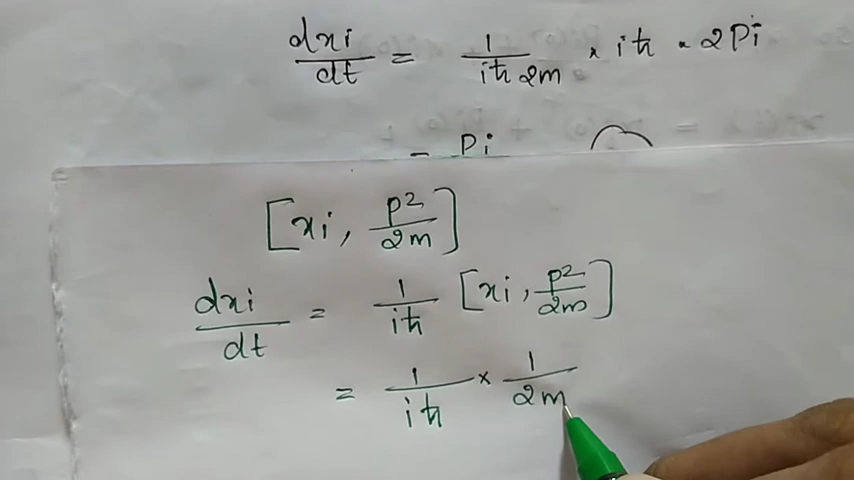 dxi/dt = 1/iħ2m × iħ · 2Pi
= Pi
[xi, p²/2m]
dxi/dt = 1/iħ [xi, p²/2m]
= 1/iħ × 1/2m